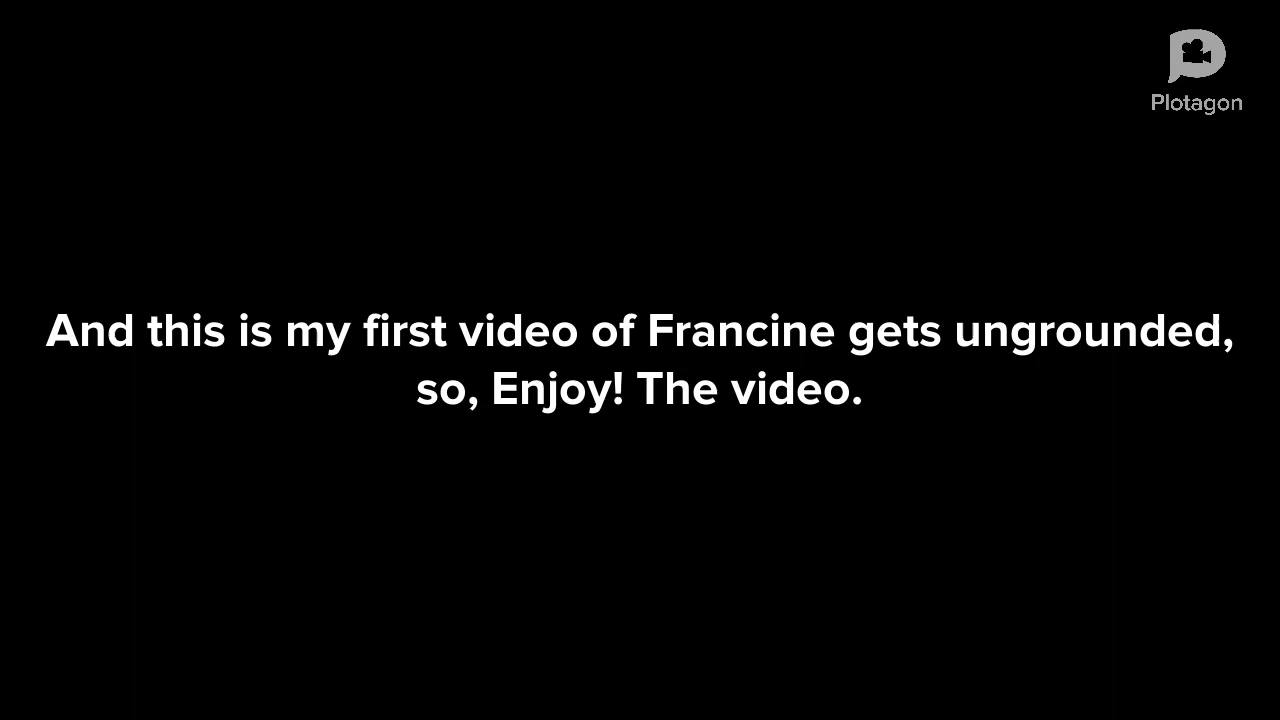 Plotagon
And this is my first video of Francine gets ungrounded,
so, Enjoy! The video.